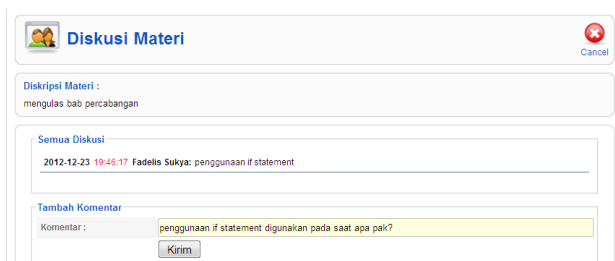 Diskusi Materi
Cancel
Diskripsi Materi :
mengulas bab percabangan
Semua Diskusi
2012-12-23 19:46:17 Fadelis Sukya: penggunaan if statement
Tambah Komentar
Komentar : penggunaan if statement digunakan pada saat apa pak?
Kirim